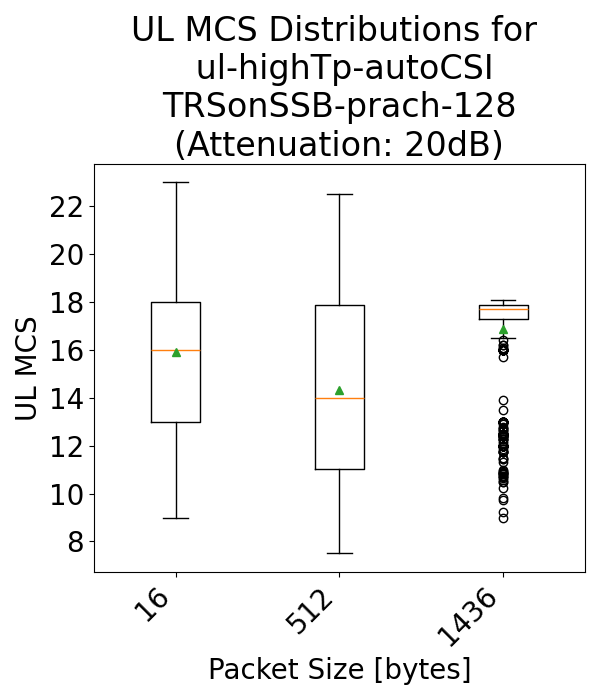 UL MCS Distributions for
ul-highTp-autoCSI
TRSonSSB-prach-128
(Attenuation: 20dB)
22
20
18
16
14
12
10
8
UL MCS
16
512
1436
Packet Size [bytes]